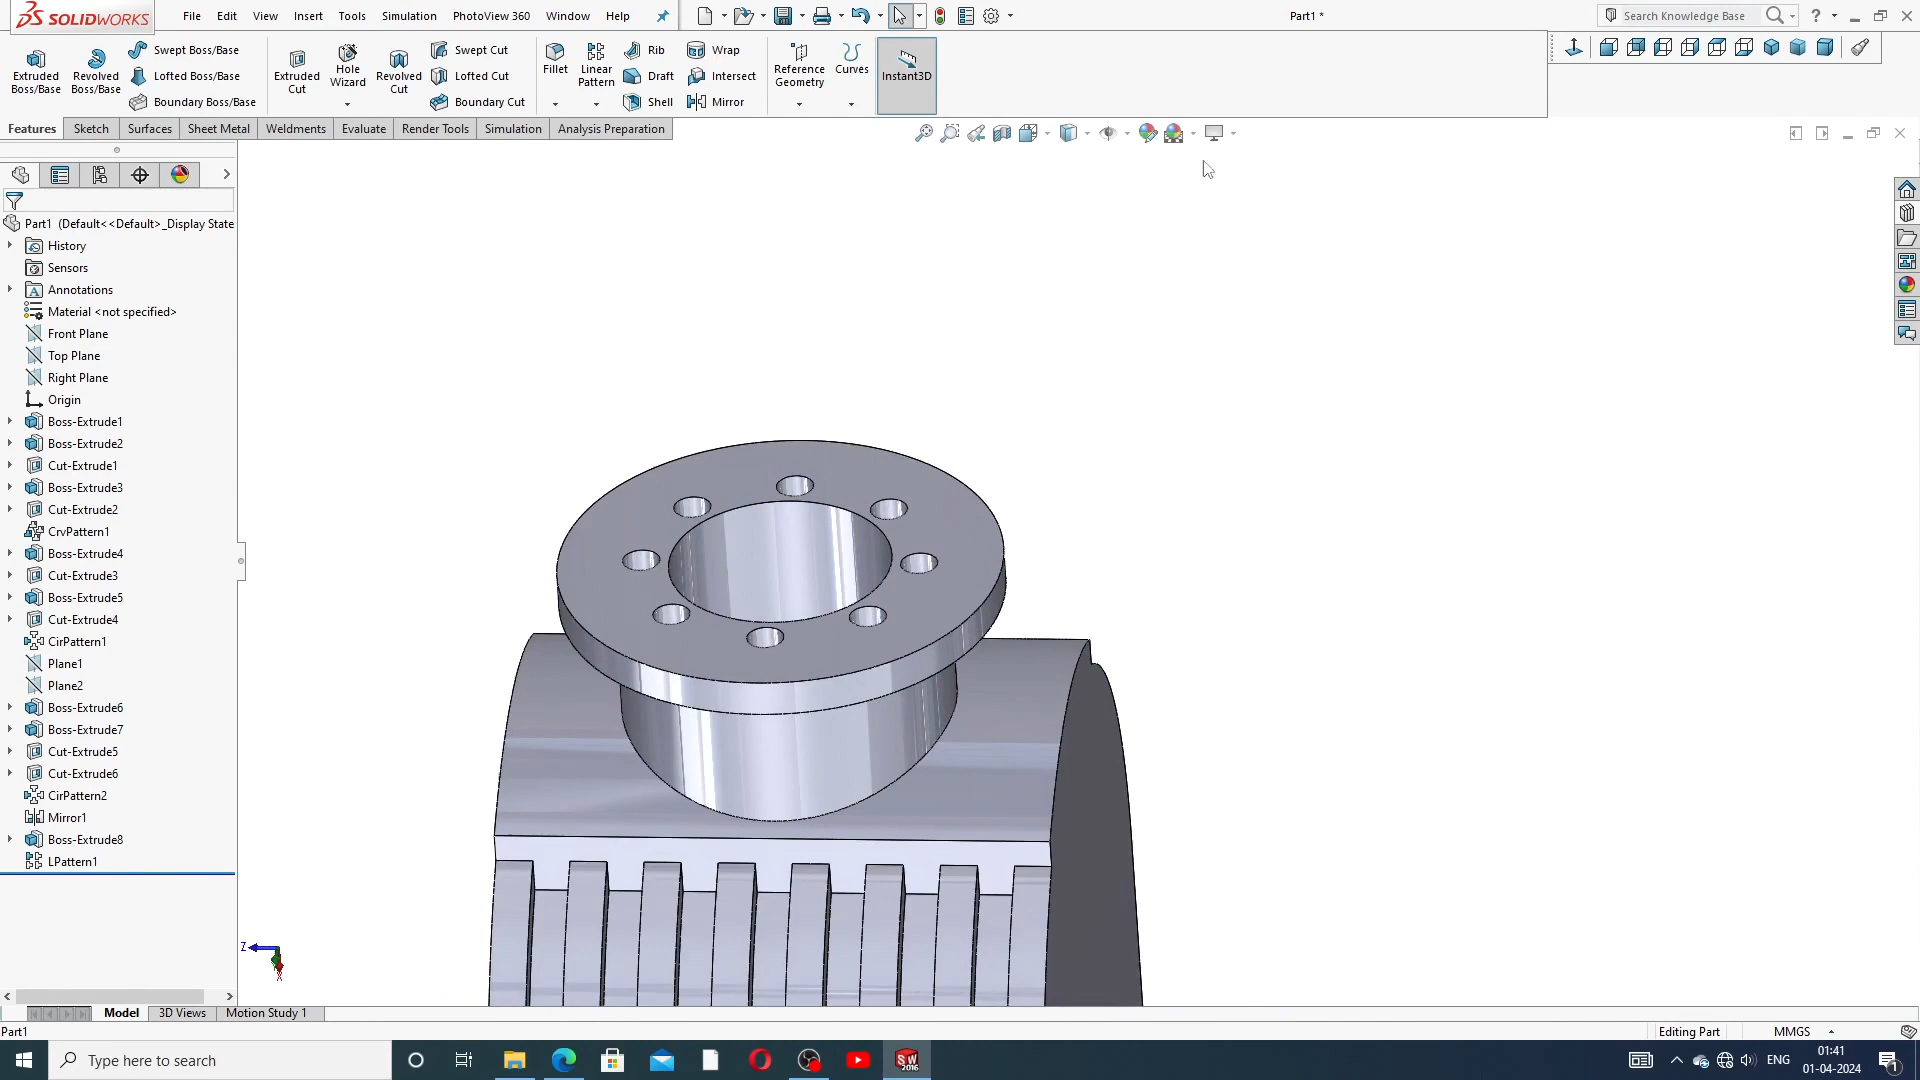 SOLIDWORKS
File Edit View Insert Tools Simulation PhotoView 360 Window Help
Part1 *
Search Knowledge Base
Extruded Boss/Base
Revolved Boss/Base
Swept Boss/Base
Lofted Boss/Base
Boundary Boss/Base
Extruded Cut
Hole Wizard
Revolved Cut
Swept Cut
Lofted Cut
Boundary Cut
Fillet
Linear Pattern
Rib
Draft
Shell
Wrap
Intersect
Mirror
Reference Geometry
Curves
Instant3D
Features Sketch Surfaces Sheet Metal Weldments Evaluate Render Tools Simulation Analysis Preparation
Part1 (Default<<Default>_Display State
History
Sensors
Annotations
Material <not specified>
Front Plane
Top Plane
Right Plane
Origin
Boss-Extrude1
Boss-Extrude2
Cut-Extrude1
Boss-Extrude3
Cut-Extrude2
CrvPattern1
Boss-Extrude4
Cut-Extrude3
Boss-Extrude5
Cut-Extrude4
CirPattern1
Plane1
Plane2
Boss-Extrude6
Boss-Extrude7
Cut-Extrude5
Cut-Extrude6
CirPattern2
Mirror1
Boss-Extrude8
LPattern1
Z
X
Model 3D Views Motion Study 1
Part1
Editing Part
MMGS
Type here to search
SW
2016
ENG
01:41
01-04-2024
1